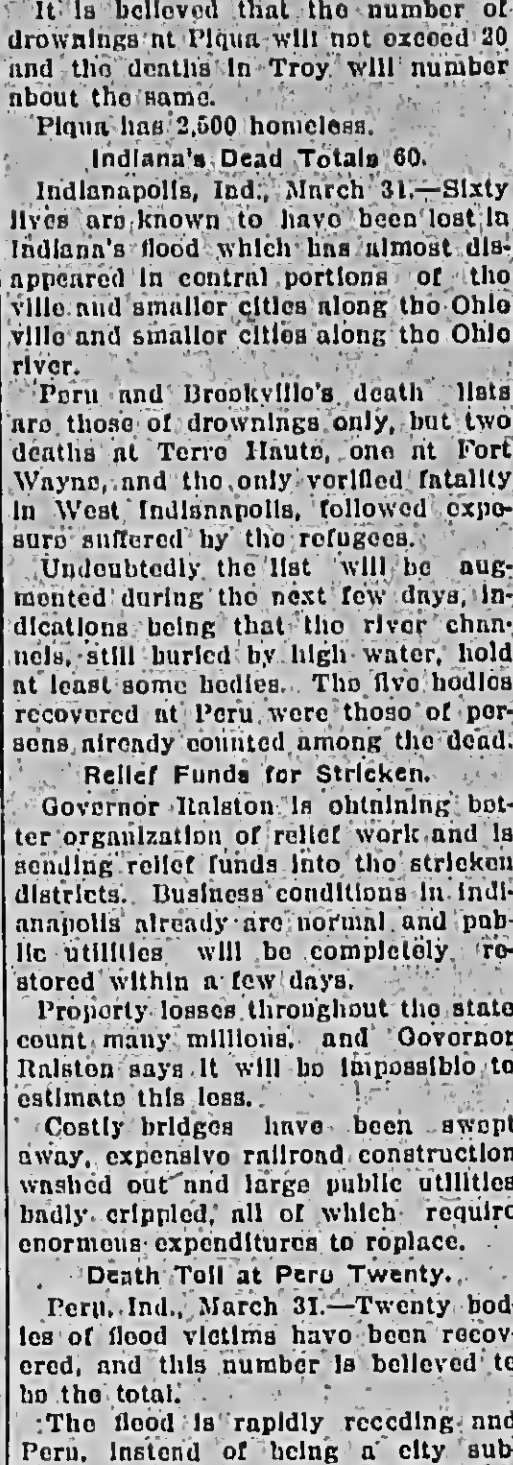 It is believed that the number of
drownings at Piqua will not exceed 20
and the deaths in Troy will number
about the same.
Piqua has 2,500 homeless.
Indiana's Dead Totals 60.
Indianapolis, Ind., March 31.—Sixty
lives are known to have been lost in
Indiana's flood which has almost dis-
appeared in central portions of the
ville and smaller cities along the Ohio
ville and smaller cities along the Ohio
river.
Peru and Brookville's death lists
are those of drownings only, but two
deaths at Terre Haute, one at Fort
Wayne, and the only verified fatality
in West Indianapolis, followed expo-
sure suffered by the refugees.
Undoubtedly the list will be aug-
mented during the next few days, in-
dications being that the river chan-
nels, still buried by high water, hold
at least some bodies. The five bodies
recovered at Peru were those of per-
sons already counted among the dead.
Relief Funds for Stricken.
Governor Ralston is obtaining bet-
ter organization of relief work and is
sending relief funds into the stricken
districts. Business conditions in Indi-
anapolis already are normal and pub-
lic utilities will be completely re-
stored within a few days.
Property losses throughout the state
count many millions, and Governor
Ralston says it will be impossible to
estimate this loss.
Costly bridges have been swept
away, expensive railroad construction
washed out and large public utilities
badly crippled, all of which require
enormous expenditures to replace.
Death Toll at Peru Twenty.
Peru, Ind., March 31.—Twenty bod
ies of flood victims have been recov
ered, and this number is believed to
be the total.
The flood is rapidly receding and
Peru, instead of being a city sub